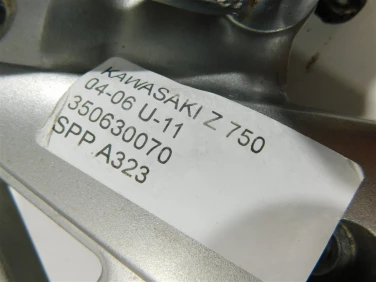 KAWASAKI Z 750
04-06 U-11
350630070
SPP A323